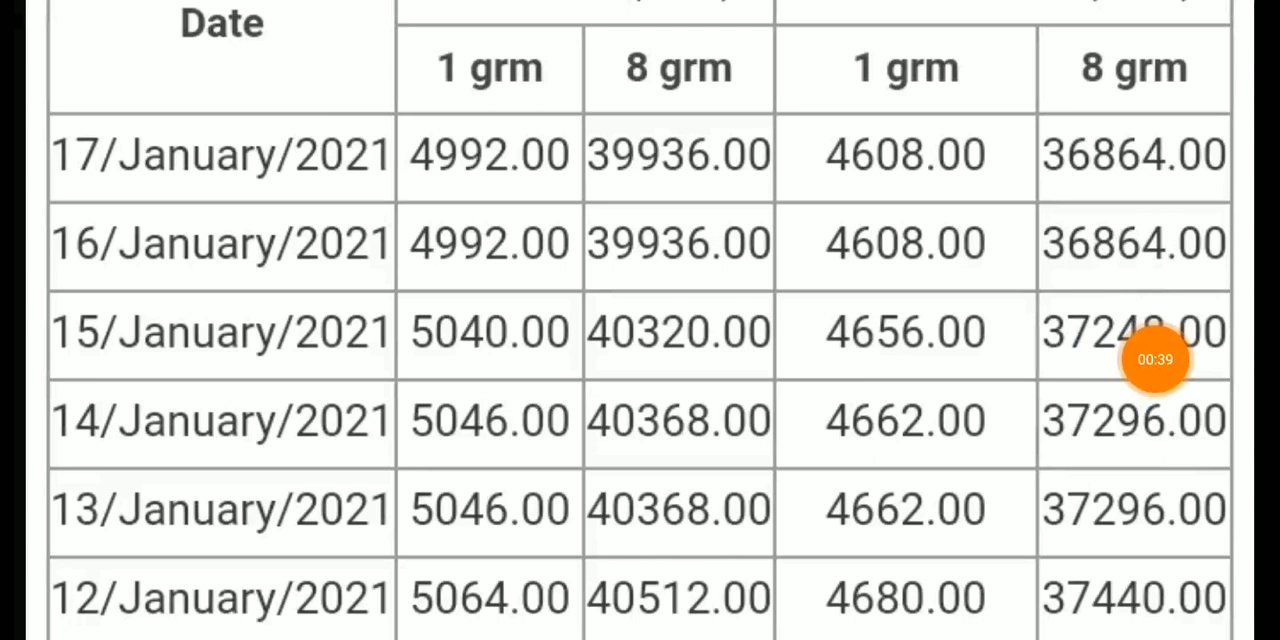 Date
1 grm 8 grm 1 grm 8 grm
17/January/2021 4992.00 39936.00 4608.00 36864.00
16/January/2021 4992.00 39936.00 4608.00 36864.00
15/January/2021 5040.00 40320.00 4656.00 37248.00
00:39
14/January/2021 5046.00 40368.00 4662.00 37296.00
13/January/2021 5046.00 40368.00 4662.00 37296.00
12/January/2021 5064.00 40512.00 4680.00 37440.00